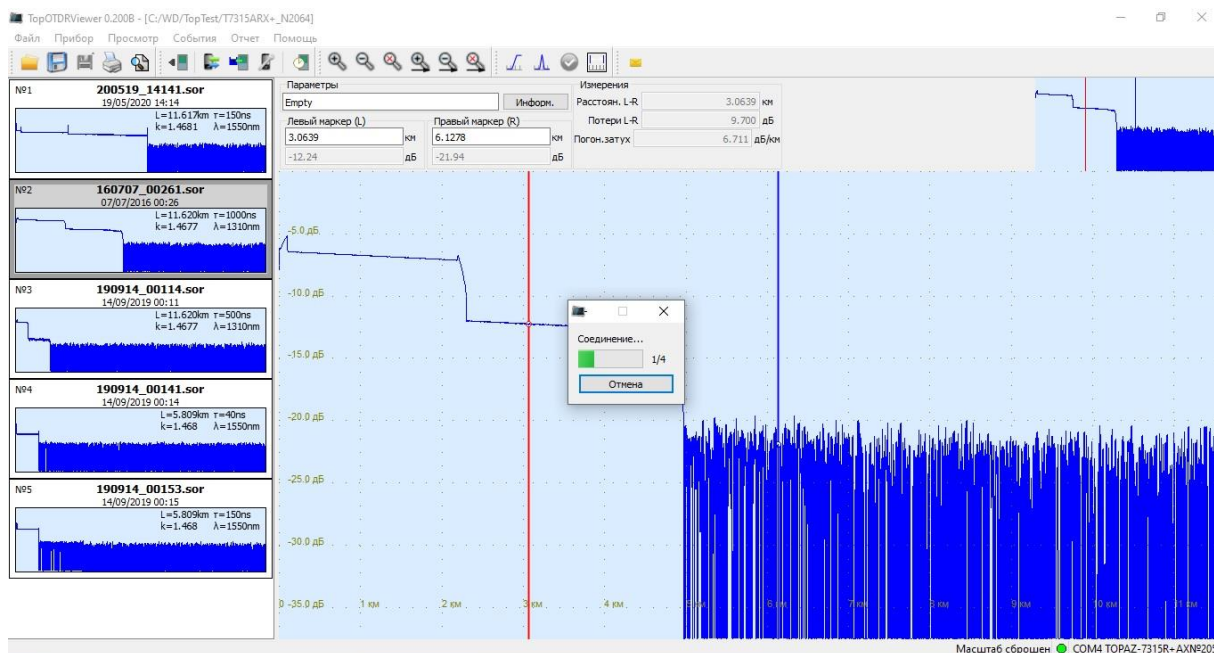 TopOTDRViewer 0.200B - [C:/WD/TopTest/T7315ARX+_N2064]
Файл Прибор Просмотр События Отчет Помощь
№1 200519_14141.sor
19/05/2020 14:14
L=11.617km τ=150ns
k=1.4681 λ=1550nm
№2 160707_00261.sor
07/07/2016 00:26
L=11.620km τ=1000ns
k=1.4677 λ=1310nm
№3 190914_00114.sor
14/09/2019 00:11
L=11.620km τ=500ns
k=1.4677 λ=1310nm
№4 190914_00141.sor
14/09/2019 00:14
L=5.809km τ=40ns
k=1.468 λ=1550nm
№5 190914_00153.sor
14/09/2019 00:15
L=5.809km τ=150ns
k=1.468 λ=1550nm
Параметры
Empty Информ.
Левый маркер (L) Правый маркер (R)
3.0639 км 6.1278 км
-12.24 дБ -21.94 дБ
Измерения
Расстоян. L-R 3.0639 км
Потери L-R 9.700 дБ
Погон.затух 6.711 дБ/км
-5.0 дБ
-10.0 дБ
-15.0 дБ
-20.0 дБ
-25.0 дБ
-30.0 дБ
0 -35.0 дБ 1 км 2 км 3 км 4 км 5 км 6 км 7 км 8 км 9 км 10 км 11 км
Соединение...
1/4
Отмена
Масштаб сброшен COM4 TOPAZ-7315R+AX№205